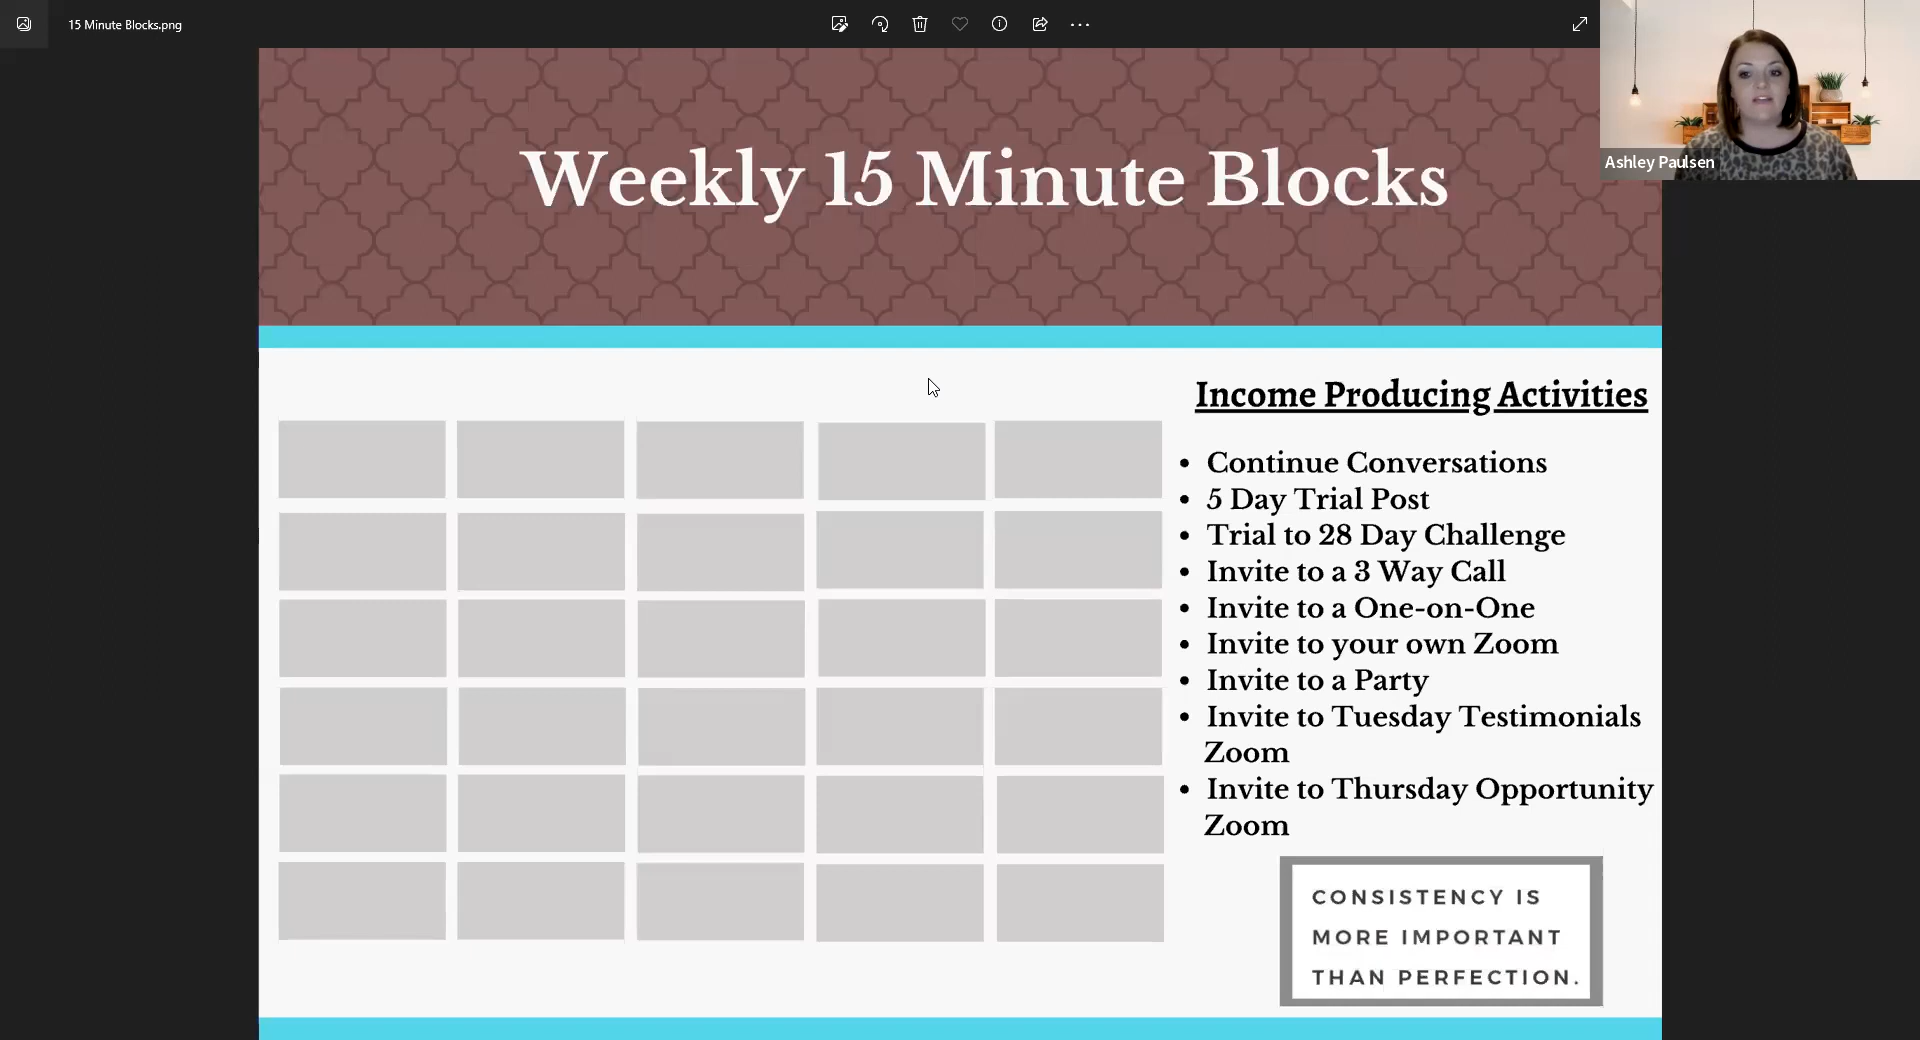 15 Minute Blocks.png
Ashley Paulsen
Weekly 15 Minute Blocks
Income Producing Activities
• Continue Conversations
• 5 Day Trial Post
• Trial to 28 Day Challenge
• Invite to a 3 Way Call
• Invite to a One-on-One
• Invite to your own Zoom
• Invite to a Party
• Invite to Tuesday Testimonials
Zoom
• Invite to Thursday Opportunity
Zoom
CONSISTENCY IS
MORE IMPORTANT
THAN PERFECTION.